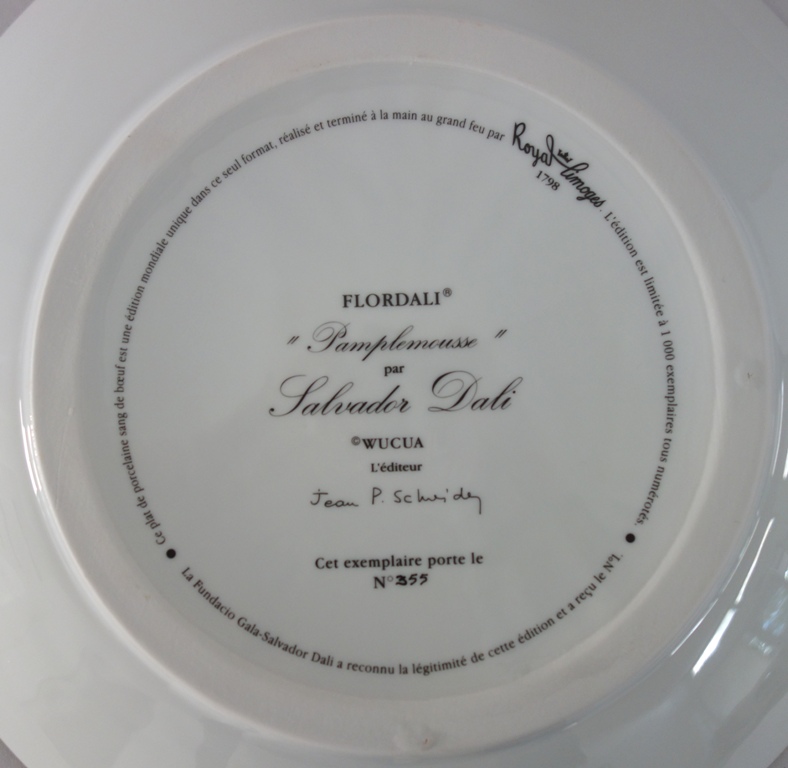 Ce plat de porcelaine sang de bœuf est une édition mondiale unique dans ce seul format, réalisé et terminé à la main au grand feu par Royal Limoges 1798. L'édition est limitée à 1 000 exemplaires tous numérotés.
FLORDALI®
"Pamplemousse"
par
Salvador Dali
©WUCUA
L'éditeur
Jean P. Schneider
Cet exemplaire porte le
N°355
La Fundacio Gala-Salvador Dali a reconnu la légitimité de cette édition et a reçu le N°1.